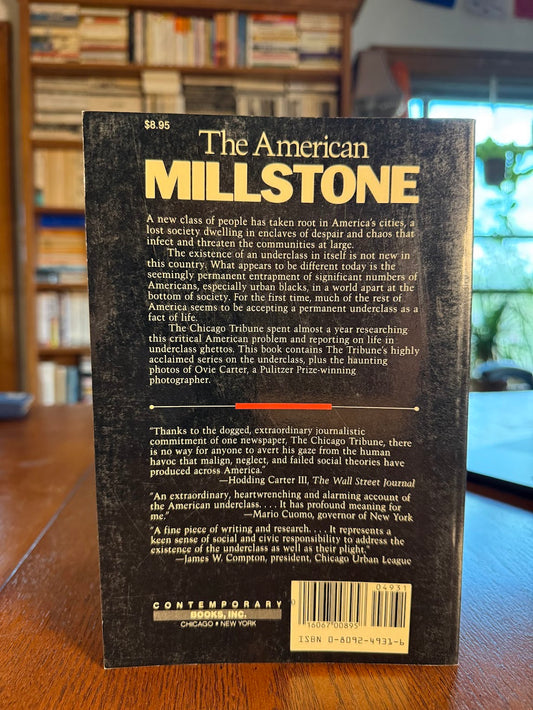 $8.95
The American
MILLSTONE
A new class of people has taken root in America's cities, a
lost society dwelling in enclaves of despair and chaos that
infect and threaten the communities at large.
The existence of an underclass in itself is not new in
this country. What appears to be different today is the
seemingly permanent entrapment of significant numbers of
Americans, especially urban blacks, in a world apart at the
bottom of society. For the first time, much of the rest of
America seems to be accepting a permanent underclass as a
fact of life.
The Chicago Tribune spent almost a year researching
this critical American problem and reporting on life in
underclass ghettos. This book contains The Tribune's highly
acclaimed series on the underclass, plus the haunting
photos of Ovie Carter, a Pulitzer Prize-winning
photographer.
"Thanks to the dogged, extraordinary journalistic
commitment of one newspaper, The Chicago Tribune, there
is no way for anyone to avert his gaze from the human
havoc that malign, neglect, and failed social theories have
produced across America."
—Hodding Carter III, The Wall Street Journal
"An extraordinary, heartwrenching and alarming account of
the American underclass. . . . It has profound meaning for
me." —Mario Cuomo, governor of New York
"A fine piece of writing and research. . . . It represents a
keen sense of social and civic responsibility to address the
existence of the underclass as well as their plight."
—James W. Compton, president, Chicago Urban League
CONTEMPORARY
BOOKS, INC.
CHICAGO • NEW YORK
04931
0
16067 00895
ISBN 0-8092-4931-6